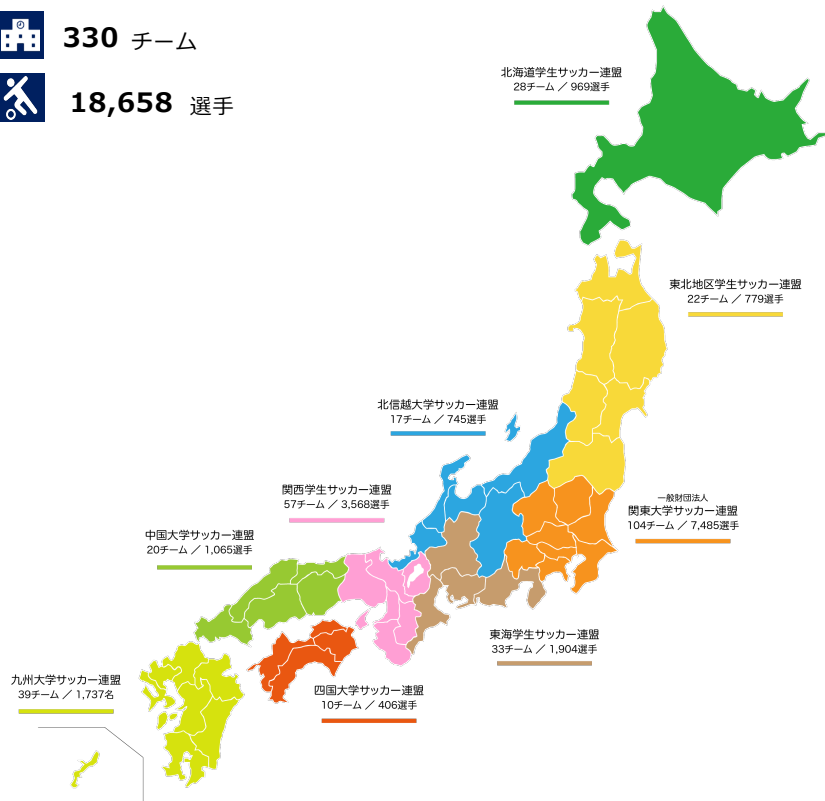 330 チーム
18,658 選手
北海道学生サッカー連盟
28チーム ／ 969選手
東北地区学生サッカー連盟
22チーム ／ 779選手
北信越大学サッカー連盟
17チーム ／ 745選手
関西学生サッカー連盟
57チーム ／ 3,568選手
一般財団法人
関東大学サッカー連盟
104チーム ／ 7,485選手
中国大学サッカー連盟
20チーム ／ 1,065選手
東海学生サッカー連盟
33チーム ／ 1,904選手
九州大学サッカー連盟
39チーム ／ 1,737名
四国大学サッカー連盟
10チーム ／ 406選手